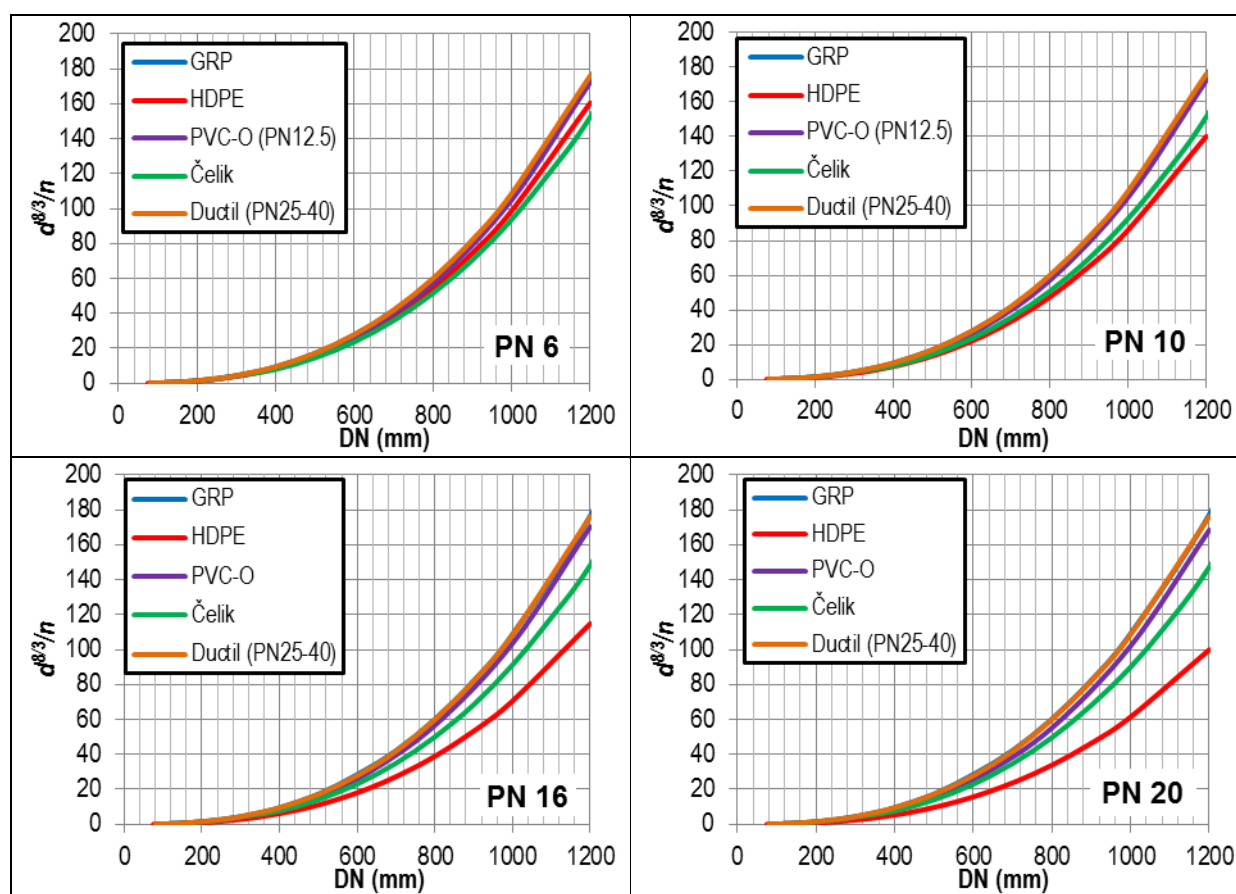 200
180
160
140
120
100
80
60
40
20
0
d^8/3/n
GRP
HDPE
PVC-O (PN12.5)
Čelik
Ductil (PN25-40)
PN 6
0 200 400 600 800 1000 1200
DN (mm)
200
180
160
140
120
100
80
60
40
20
0
d^8/3/n
GRP
HDPE
PVC-O (PN12.5)
Čelik
Ductil (PN25-40)
PN 10
0 200 400 600 800 1000 1200
DN (mm)
200
180
160
140
120
100
80
60
40
20
0
d^8/3/n
GRP
HDPE
PVC-O
Čelik
Ductil (PN25-40)
PN 16
0 200 400 600 800 1000 1200
DN (mm)
200
180
160
140
120
100
80
60
40
20
0
d^8/3/n
GRP
HDPE
PVC-O
Čelik
Ductil (PN25-40)
PN 20
0 200 400 600 800 1000 1200
DN (mm)